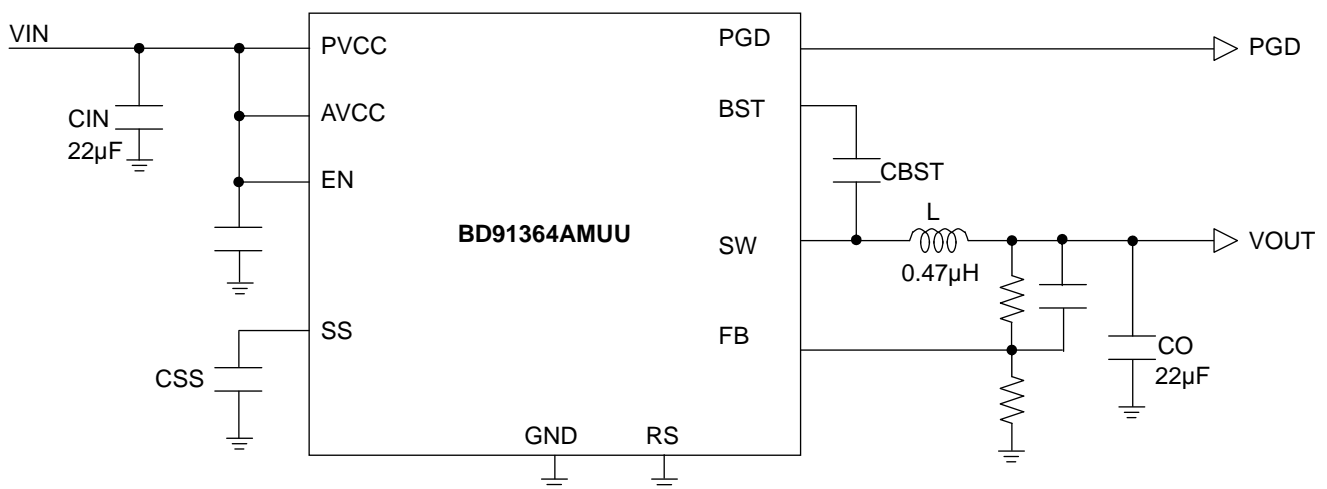 VIN
PVCC
PGD
PGD
AVCC
BST
CIN
22µF
EN
CBST
BD91364AMUU
SW
L
0.47µH
VOUT
SS
FB
CSS
CO
22µF
GND
RS